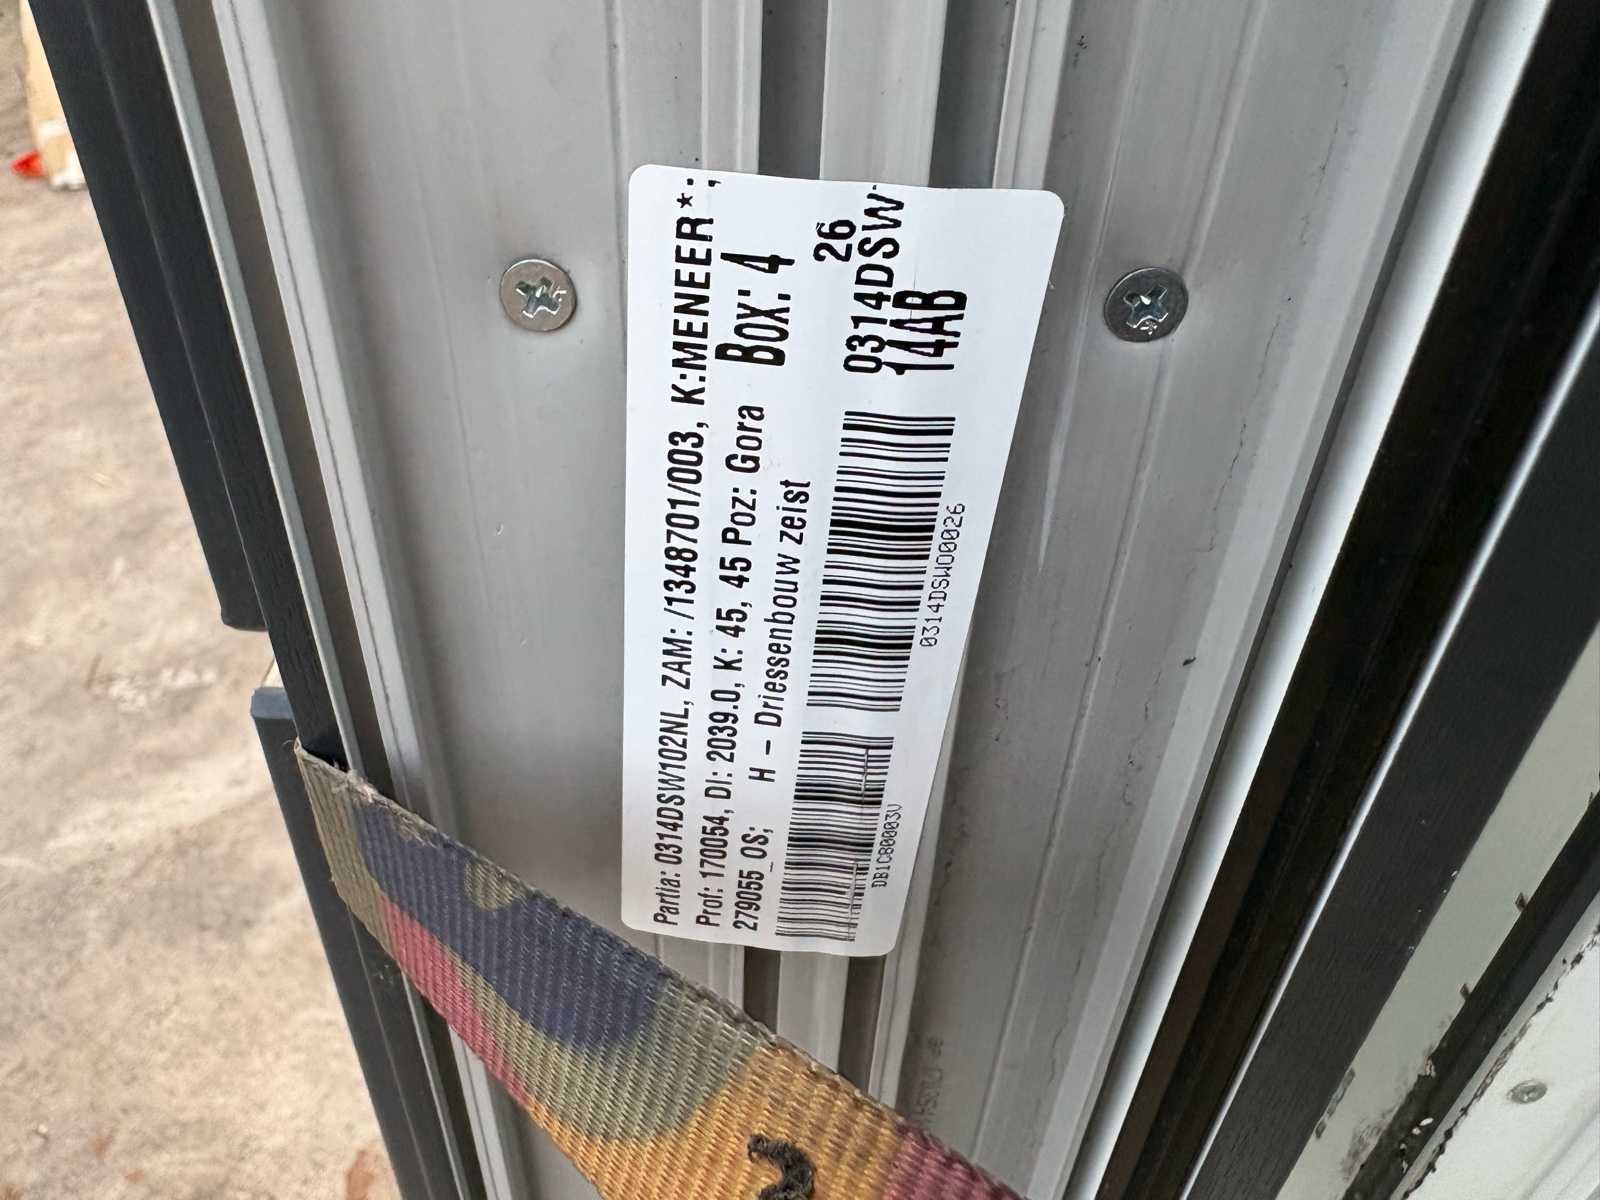 Partia: 0314DSW102NL, ZAM: /1348701/003, K:MENEER*:;
Prof: 170054, Dl: 2039.0, K: 45, 45 Poz: Gora Box: 4
279055_OS; H - Driessenbouw zeist
26
0314DSW
14AB
0314DSW00026
DB1C80003V